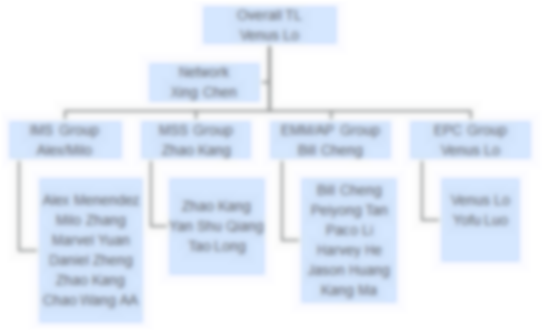 Overall TL
Venus Lo
Network
Xing Chen
IMS Group
Alex/Milo
MSS Group
Zhao Kang
EMM/AP Group
Bill Cheng
EPC Group
Venus Lo
Alex Menendez
Milo Zhang
Marvel Yuan
Daniel Zheng
Zhao Kang
Chao Wang AA
Zhao Kang
Yan Shu Qiang
Tao Long
Bill Cheng
Peiyong Tan
Paco Li
Harvey He
Jason Huang
Kang Ma
Venus Lo
Yofu Luo